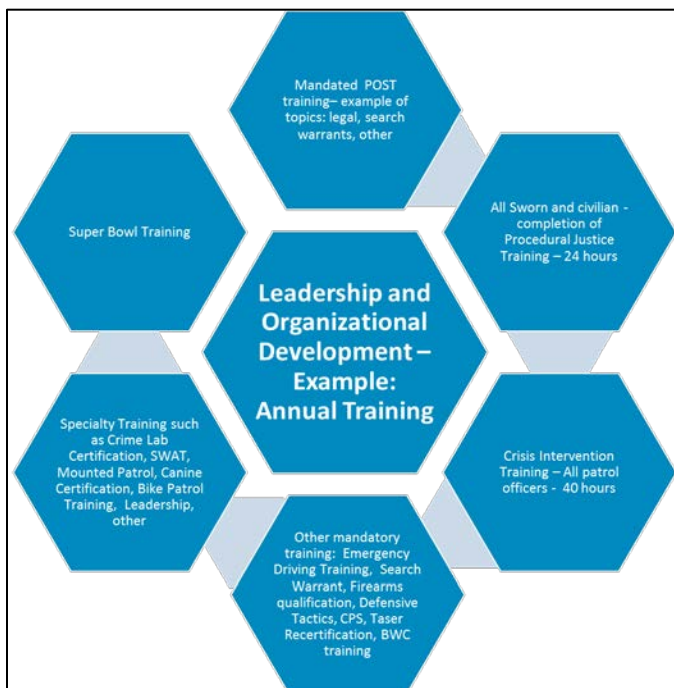 Mandated POST
training– example of
topics: legal, search
warrants, other
All Sworn and civilian -
completion of
Procedural Justice
Training – 24 hours
Crisis Intervention
Training – All patrol
officers - 40 hours
Other mandatory
training: Emergency
Driving Training, Search
Warrant, Firearms
qualification, Defensive
Tactics, CPS, Taser
Recertification, BWC
training
Specialty Training such
as Crime Lab
Certification, SWAT,
Mounted Patrol, Canine
Certification, Bike Patrol
Training, Leadership,
other
Super Bowl Training
Leadership and
Organizational
Development –
Example:
Annual Training